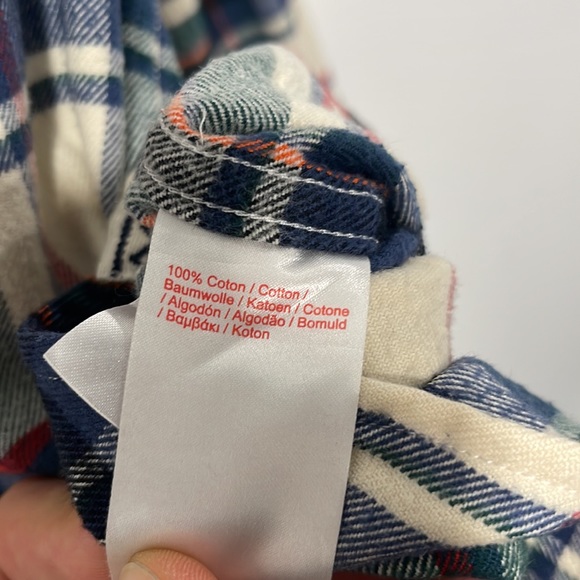 100% Coton / Cotton /
Baumwolle / Katoen / Cotone
/ Algodón / Algodão / Bomuld
/ Βαμβάκι / Koton